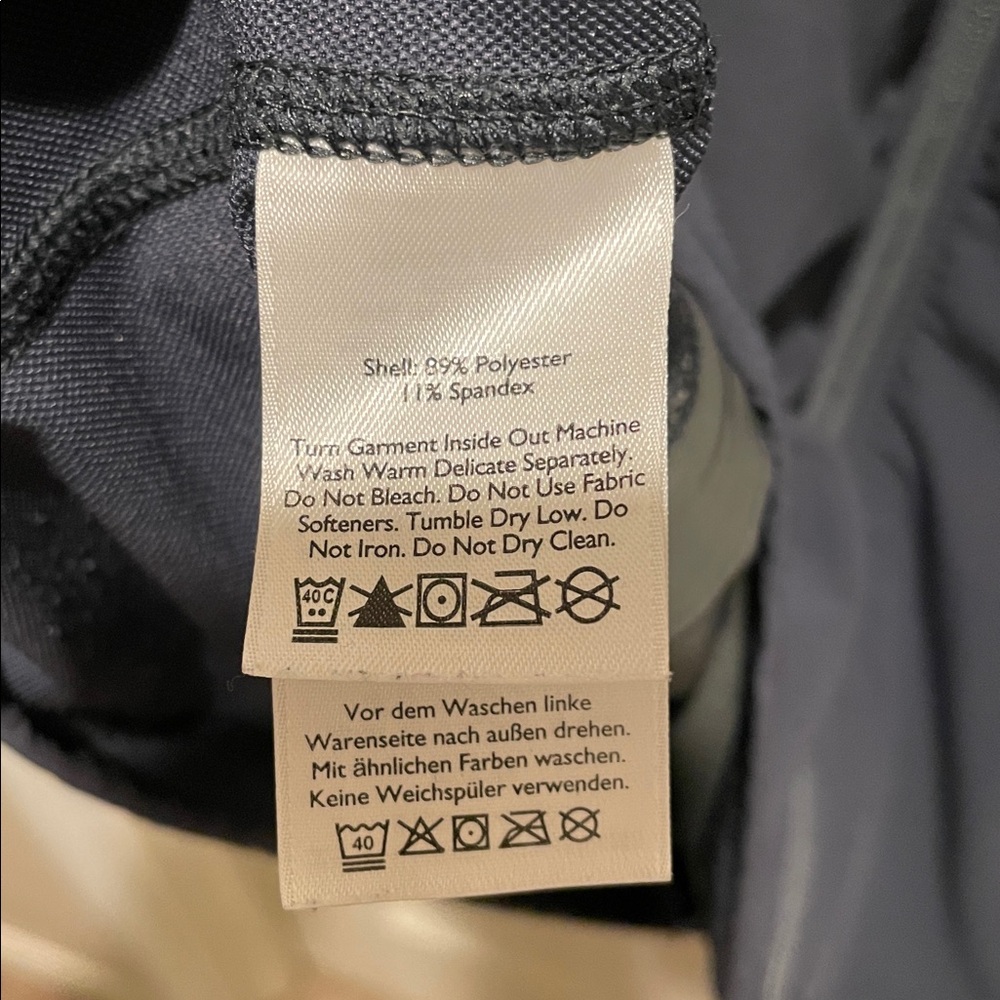 Shell: 89% Polyester
11% Spandex
Turn Garment Inside Out Machine
Wash Warm Delicate Separately.
Do Not Bleach. Do Not Use Fabric
Softeners. Tumble Dry Low. Do
Not Iron. Do Not Dry Clean.
40C
Vor dem Waschen linke
Warenseite nach außen drehen.
Mit ähnlichen Farben waschen.
Keine Weichspüler verwenden.
40